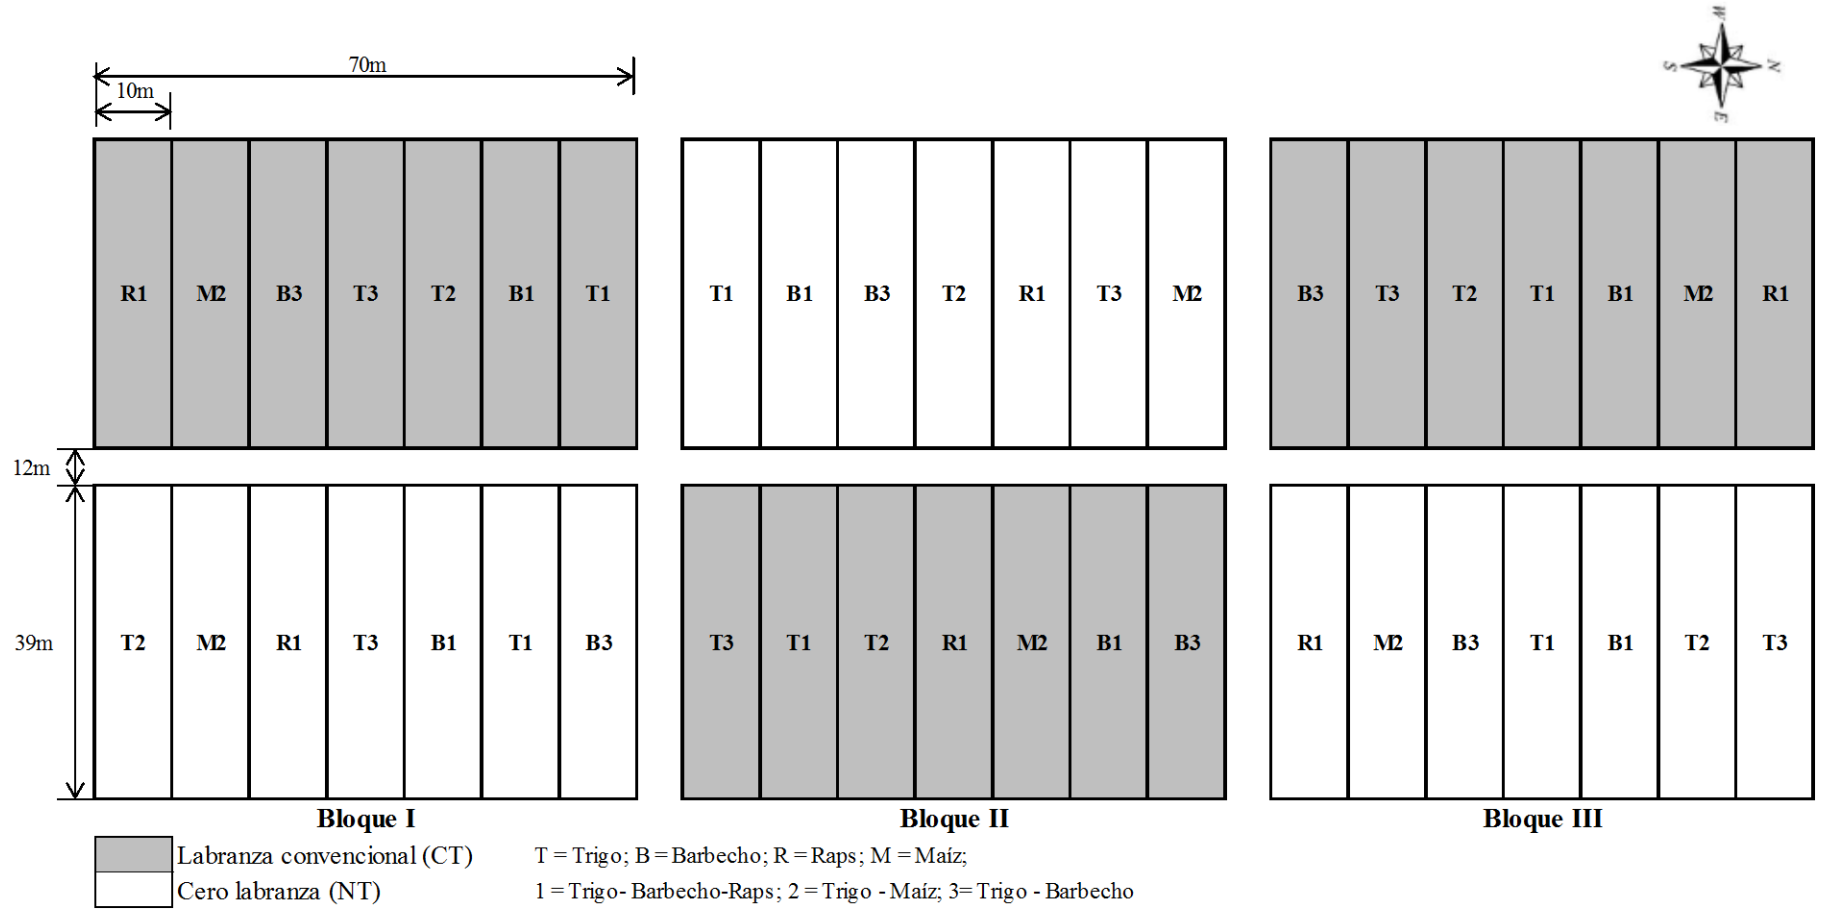 W
S N
E
70m
10m
R1 M2 B3 T3 T2 B1 T1
T1 B1 B3 T2 R1 T3 M2
B3 T3 T2 T1 B1 M2 R1
12m
39m
T2 M2 R1 T3 B1 T1 B3
T3 T1 T2 R1 M2 B1 B3
R1 M2 B3 T1 B1 T2 T3
Bloque I
Bloque II
Bloque III
Labranza convencional (CT)
Cero labranza (NT)
T = Trigo; B = Barbecho; R = Raps; M = Maíz;
1 = Trigo- Barbecho-Raps; 2 = Trigo - Maíz; 3= Trigo - Barbecho